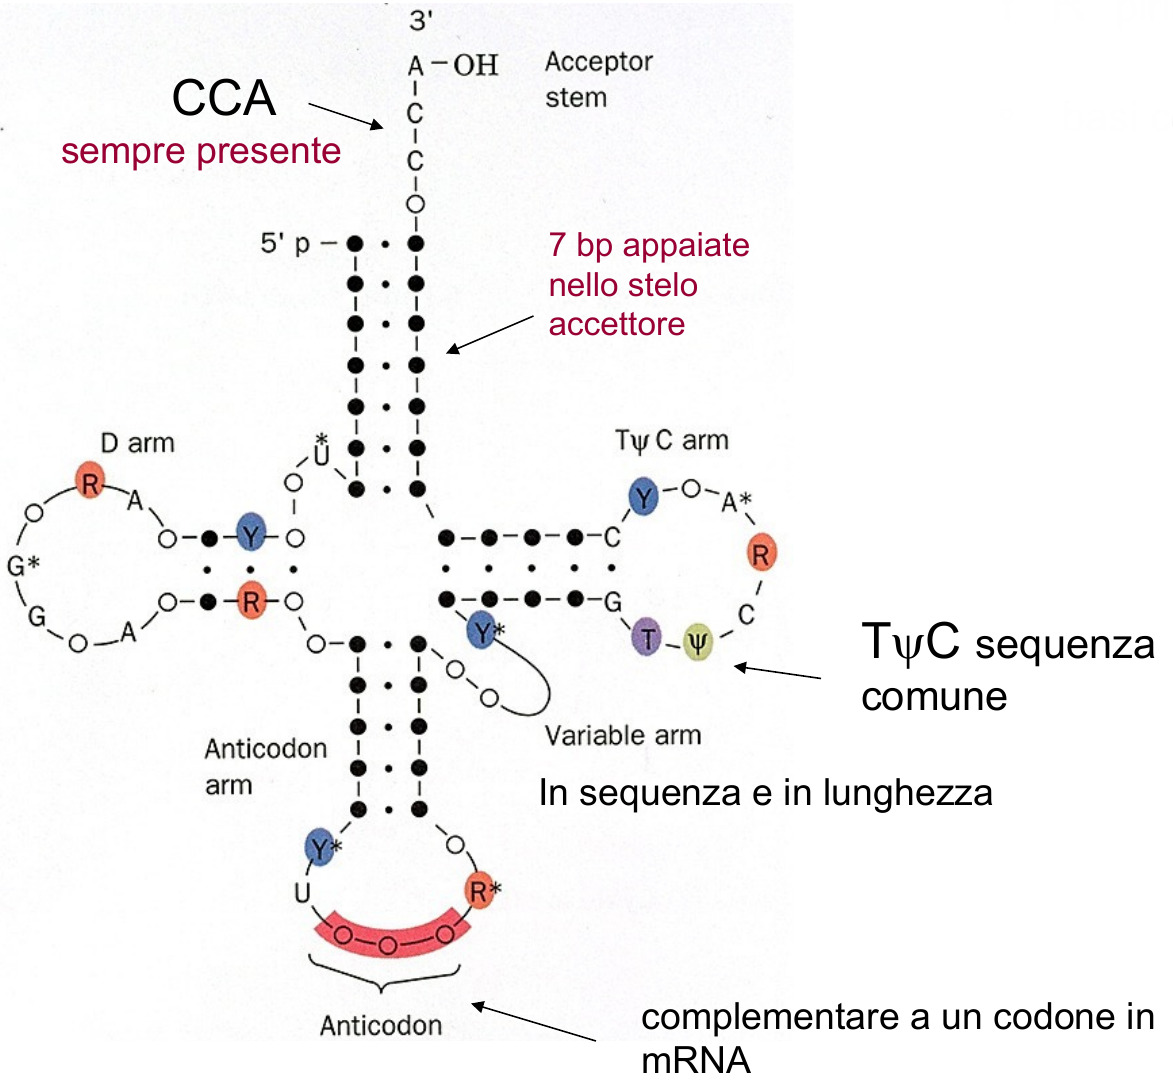 3'
A – OH
Acceptor
stem
CCA
sempre presente
C
C
5' p
7 bp appaiate
nello stelo
accettore
D arm
U*
TψC arm
R
A
Y
Y
A*
C
R
G*
G
A
R
G
T
ψ
C
Y*
TψC sequenza
comune
Anticodon
arm
Variable arm
In sequenza e in lunghezza
Y*
U
R*
Anticodon
complementare a un codone in
mRNA